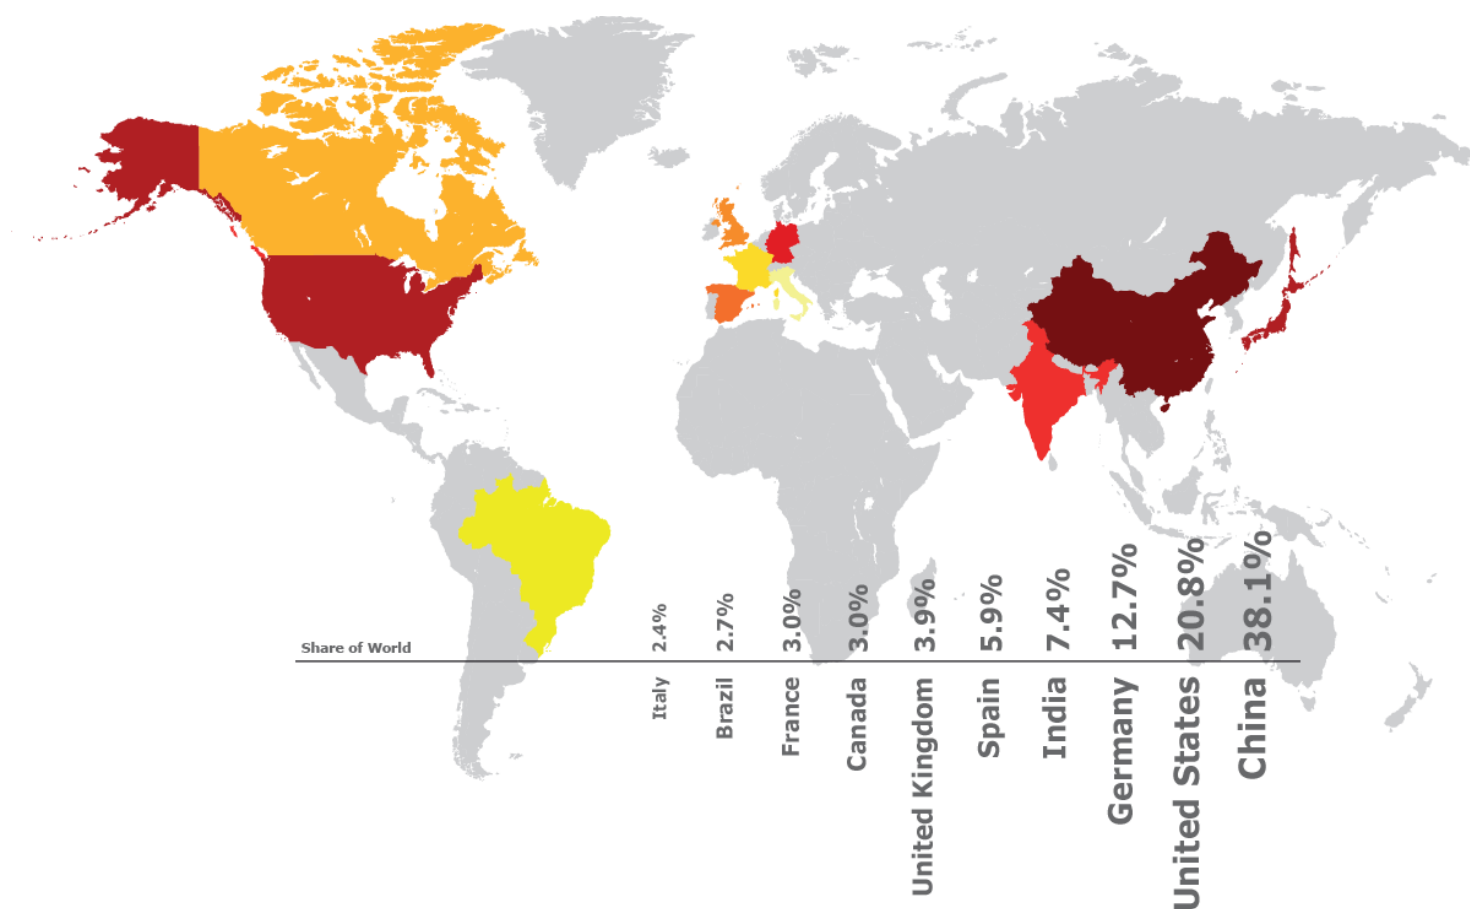 Share of World
2.4%
2.7%
3.0%
3.0%
3.9%
5.9%
7.4%
12.7%
20.8%
38.1%
Italy
Brazil
France
Canada
United Kingdom
Spain
India
Germany
United States
China